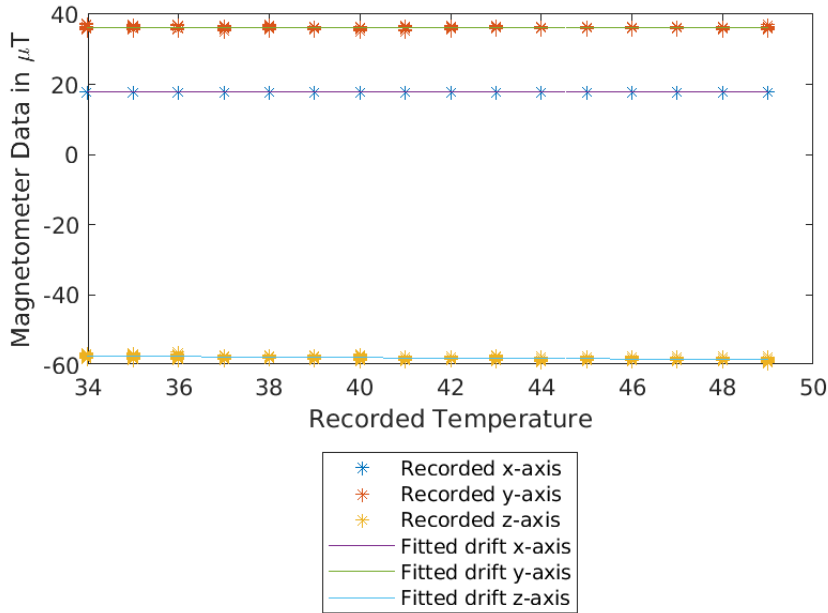 40
20
0
-20
-40
-60
Magnetometer Data in μT
34 36 38 40 42 44 46 48 50
Recorded Temperature
Recorded x-axis
Recorded y-axis
Recorded z-axis
Fitted drift x-axis
Fitted drift y-axis
Fitted drift z-axis